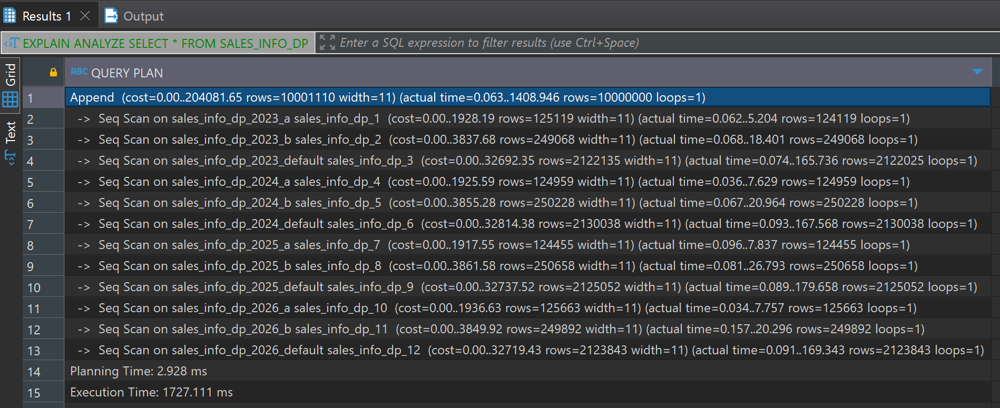 Results 1 Output
EXPLAIN ANALYZE SELECT * FROM SALES_INFO_DP Enter a SQL expression to filter results (use Ctrl+Space)
Grid
Text
ABC QUERY PLAN
1 Append (cost=0.00..204081.65 rows=10001110 width=11) (actual time=0.063..1408.946 rows=10000000 loops=1)
2 -> Seq Scan on sales_info_dp_2023_a sales_info_dp_1 (cost=0.00..1928.19 rows=125119 width=11) (actual time=0.062..5.204 rows=124119 loops=1)
3 -> Seq Scan on sales_info_dp_2023_b sales_info_dp_2 (cost=0.00..3837.68 rows=249068 width=11) (actual time=0.068..18.401 rows=249068 loops=1)
4 -> Seq Scan on sales_info_dp_2023_default sales_info_dp_3 (cost=0.00..32692.35 rows=2122135 width=11) (actual time=0.074..165.736 rows=2122025 loops=1)
5 -> Seq Scan on sales_info_dp_2024_a sales_info_dp_4 (cost=0.00..1925.59 rows=124959 width=11) (actual time=0.036..7.629 rows=124959 loops=1)
6 -> Seq Scan on sales_info_dp_2024_b sales_info_dp_5 (cost=0.00..3855.28 rows=250228 width=11) (actual time=0.067..20.964 rows=250228 loops=1)
7 -> Seq Scan on sales_info_dp_2024_default sales_info_dp_6 (cost=0.00..32814.38 rows=2130038 width=11) (actual time=0.093..167.568 rows=2130038 loops=1)
8 -> Seq Scan on sales_info_dp_2025_a sales_info_dp_7 (cost=0.00..1917.55 rows=124455 width=11) (actual time=0.096..7.837 rows=124455 loops=1)
9 -> Seq Scan on sales_info_dp_2025_b sales_info_dp_8 (cost=0.00..3861.58 rows=250658 width=11) (actual time=0.081..26.793 rows=250658 loops=1)
10 -> Seq Scan on sales_info_dp_2025_default sales_info_dp_9 (cost=0.00..32737.52 rows=2125052 width=11) (actual time=0.089..179.658 rows=2125052 loops=1)
11 -> Seq Scan on sales_info_dp_2026_a sales_info_dp_10 (cost=0.00..1936.63 rows=125663 width=11) (actual time=0.034..7.757 rows=125663 loops=1)
12 -> Seq Scan on sales_info_dp_2026_b sales_info_dp_11 (cost=0.00..3849.92 rows=249892 width=11) (actual time=0.157..20.296 rows=249892 loops=1)
13 -> Seq Scan on sales_info_dp_2026_default sales_info_dp_12 (cost=0.00..32719.43 rows=2123843 width=11) (actual time=0.091..169.343 rows=2123843 loops=1)
14 Planning Time: 2.928 ms
15 Execution Time: 1727.111 ms